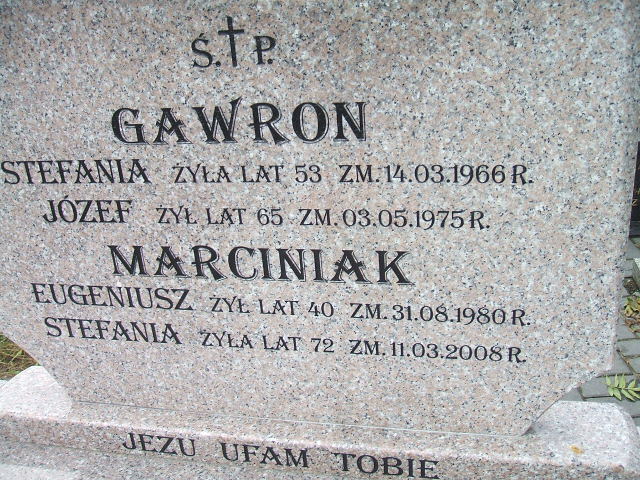 Ś. † P.
GAWRON
STEFANIA ŻYŁA LAT 53 ZM. 14.03.1966 R.
JÓZEF ŻYŁ LAT 65 ZM. 03.05.1975 R.
MARCINIAK
EUGENIUSZ ŻYŁ LAT 40 ZM. 31.08.1980 R.
STEFANIA ŻYŁA LAT 72 ZM. 11.03.2008 R.
JEZU UFAM TOBIE